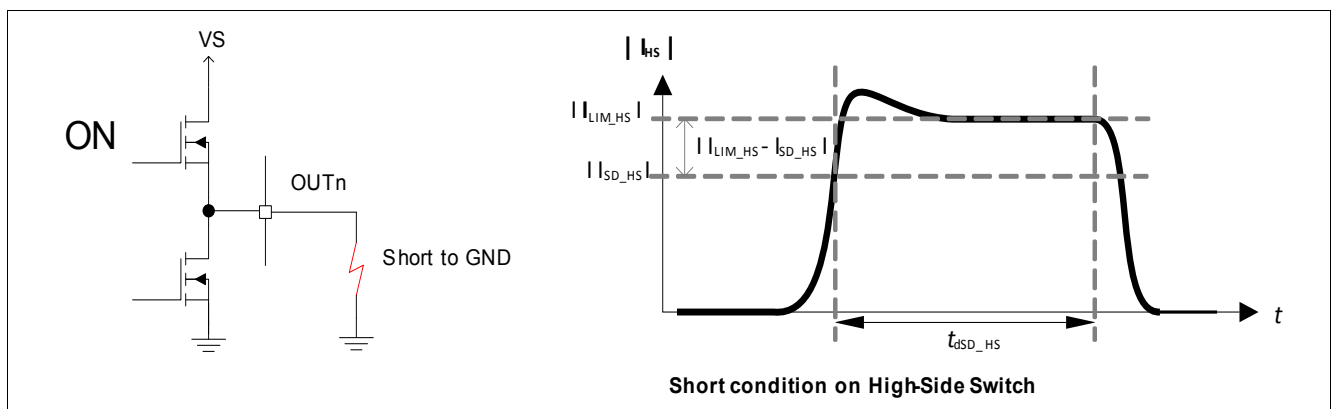 VS
ON
OUTn
Short to GND
| IHS |
| ILIM_HS |
| ILIM_HS - ISD_HS |
| ISD_HS |
t
tdSD_HS
Short condition on High-Side Switch